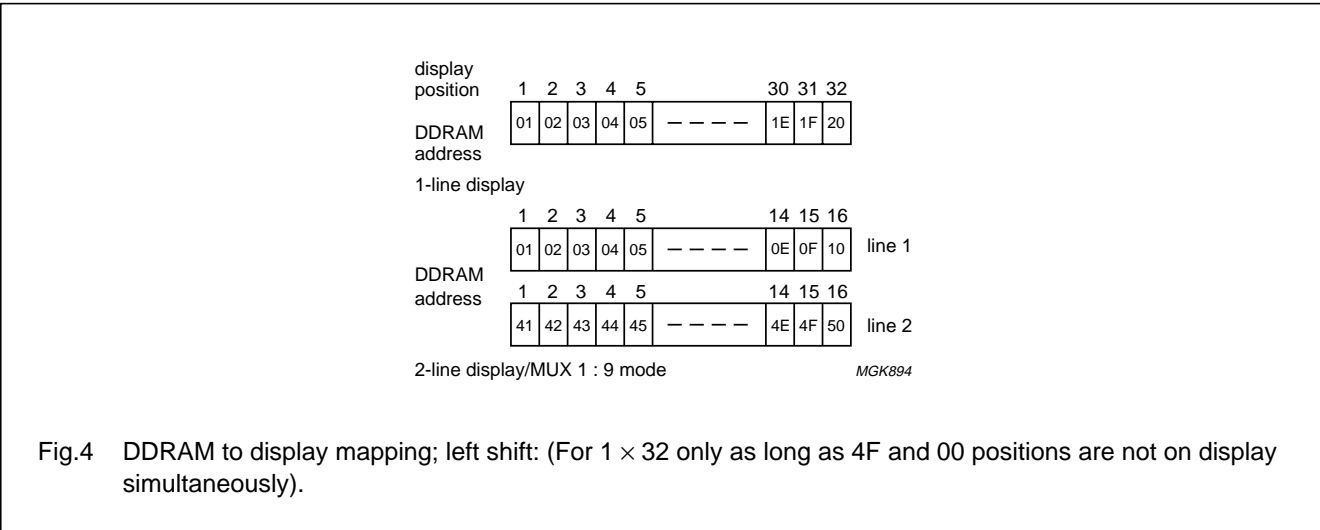 display
position 1 2 3 4 5 30 31 32
DDRAM
address 01 02 03 04 05 – – – – 1E 1F 20
1-line display
1 2 3 4 5 14 15 16
01 02 03 04 05 – – – – 0E 0F 10 line 1
DDRAM
address
1 2 3 4 5 14 15 16
41 42 43 44 45 – – – – 4E 4F 50 line 2
2-line display/MUX 1 : 9 mode MGK894
Fig.4 DDRAM to display mapping; left shift: (For 1 × 32 only as long as 4F and 00 positions are not on display
simultaneously).